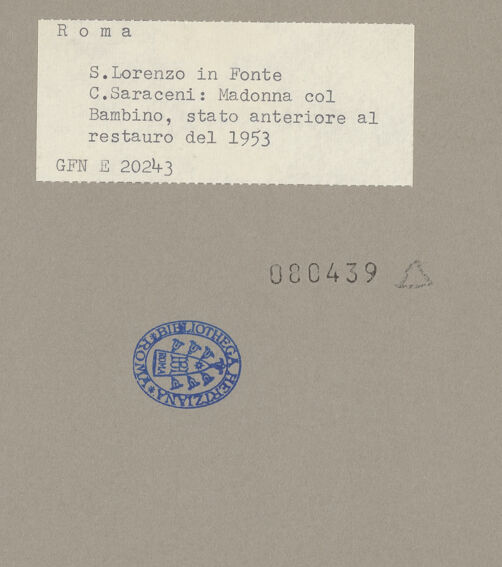 Roma
S.Lorenzo in Fonte
C.Saraceni: Madonna col
Bambino, stato anteriore al
restauro del 1953
GFN E 20243
080439
BIBLIOTHECA HERTZIANA * ROMA *
ROMA